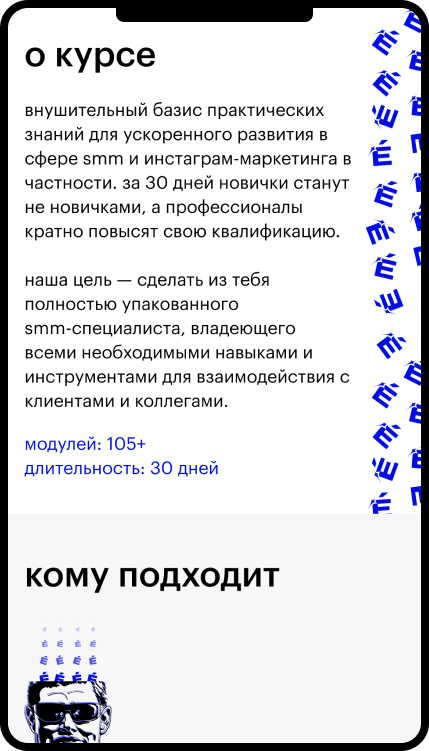 о курсе
внушительный базис практических
знаний для ускоренного развития в
сфере smm и инстаграм-маркетинга в
частности. за 30 дней новички станут
не новичками, а профессионалы
кратно повысят свою квалификацию.
наша цель — сделать из тебя
полностью упакованного
smm-специалиста, владеющего
всеми необходимыми навыками и
инструментами для взаимодействия с
клиентами и коллегами.
модулей: 105+
длительность: 30 дней
кому подходит